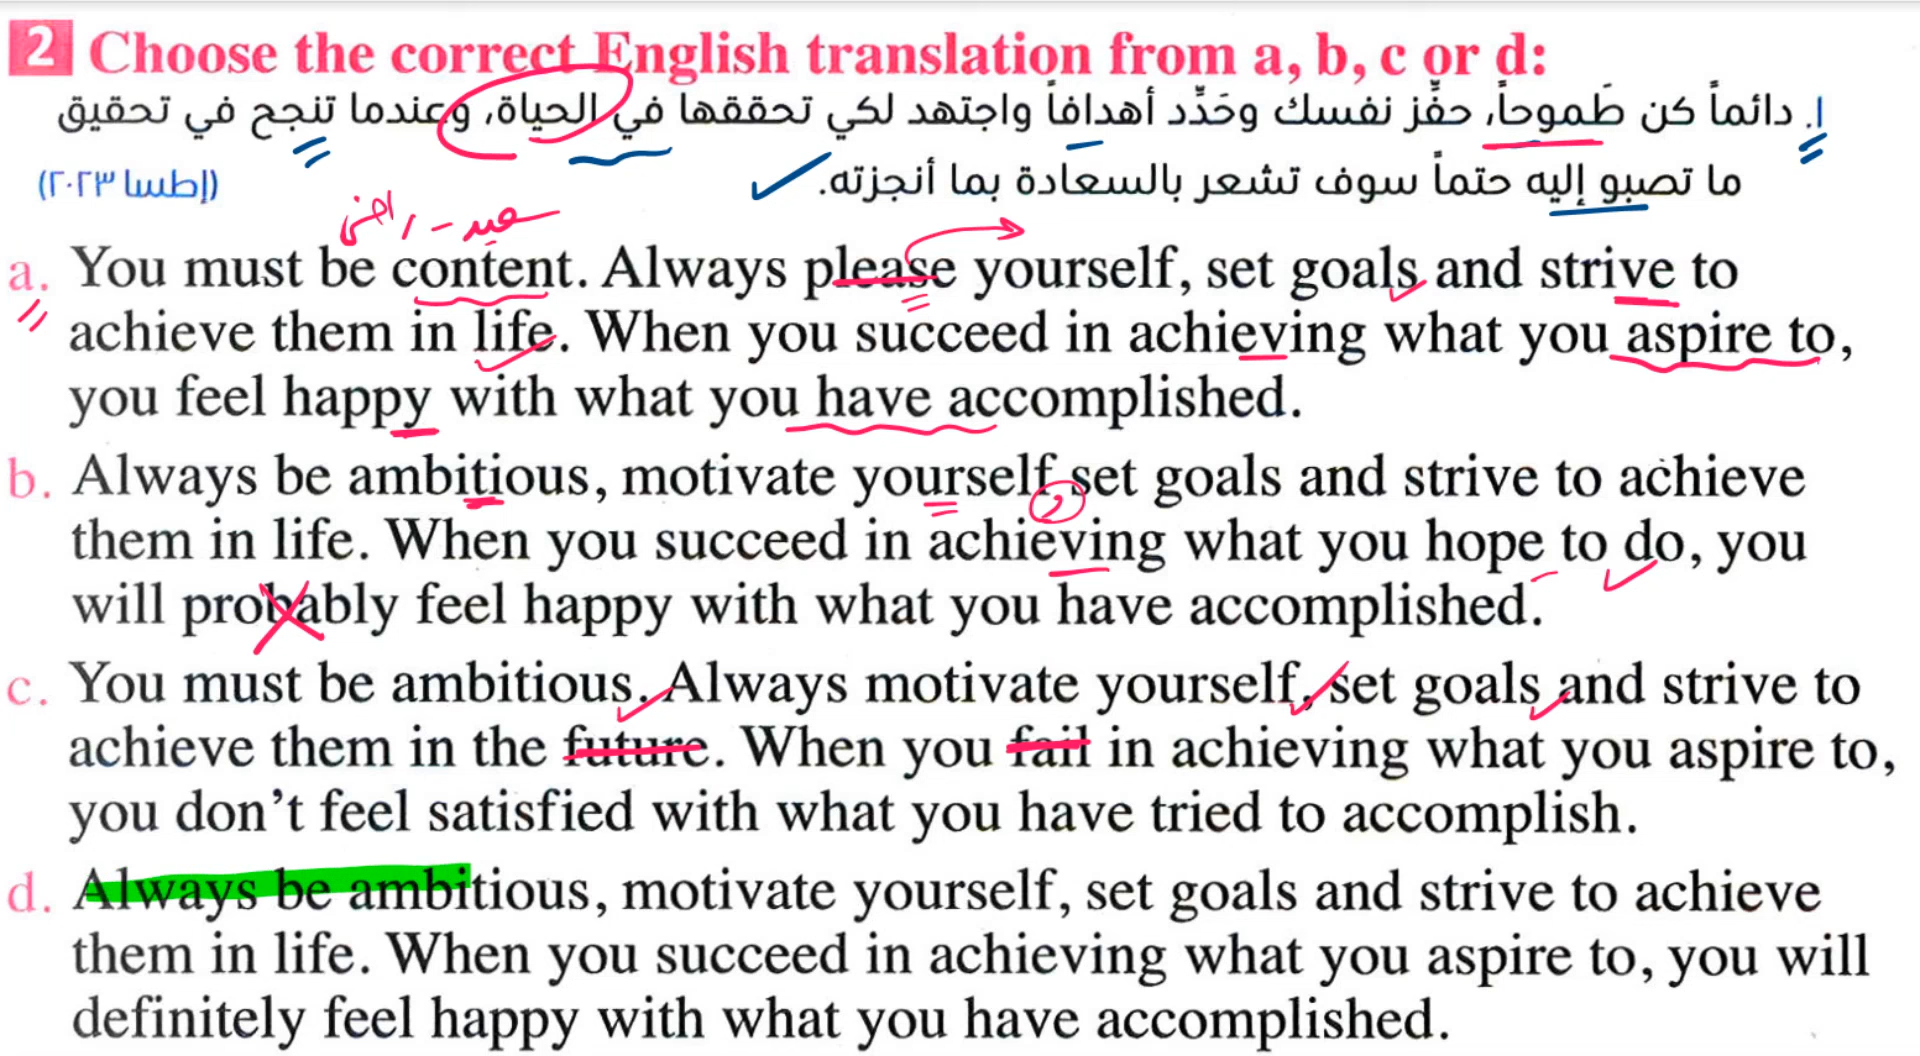 2 Choose the correct English translation from a, b, c or d:
١. دائماً كن طَموحاً، حفِّز نفسك وحَدِّد أهدافاً واجتهد لكي تحققها في الحياة، وعندما تنجح في تحقيق
ما تصبو إليه حتماً سوف تشعر بالسعادة بما أنجزته. (إطسا ٢٠٢٣)
سعيد - راضى
a. You must be content. Always please yourself, set goals and strive to
achieve them in life. When you succeed in achieving what you aspire to,
you feel happy with what you have accomplished.
b. Always be ambitious, motivate yourself set goals and strive to achieve
them in life. When you succeed in achieving what you hope to do, you
will probably feel happy with what you have accomplished.
c. You must be ambitious. Always motivate yourself, set goals and strive to
achieve them in the future. When you fail in achieving what you aspire to,
you don't feel satisfied with what you have tried to accomplish.
d. Always be ambitious, motivate yourself, set goals and strive to achieve
them in life. When you succeed in achieving what you aspire to, you will
definitely feel happy with what you have accomplished.